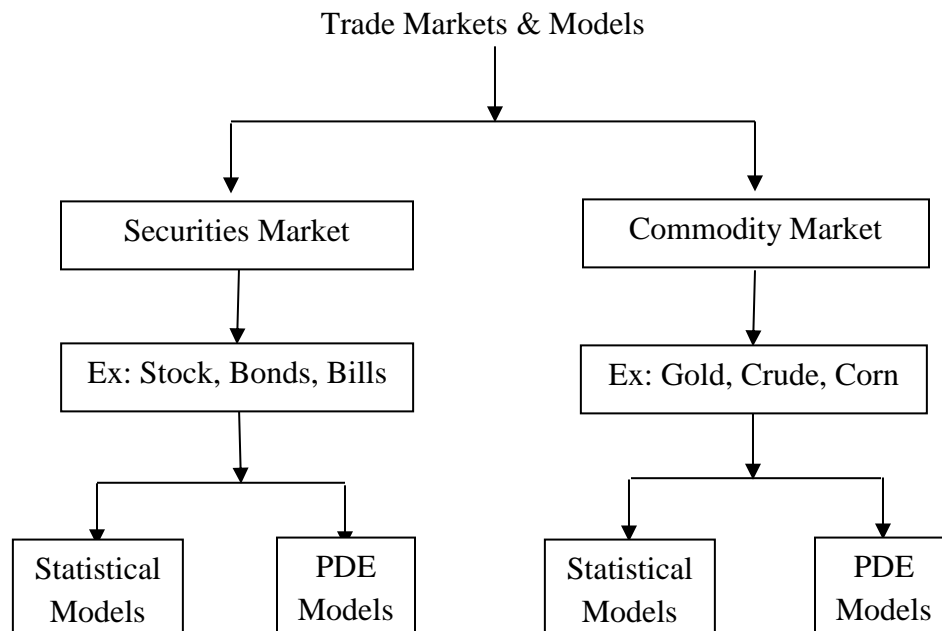 Trade Markets & Models
Securities Market
Commodity Market
Ex: Stock, Bonds, Bills
Ex: Gold, Crude, Corn
Statistical
Models
PDE
Models
Statistical
Models
PDE
Models